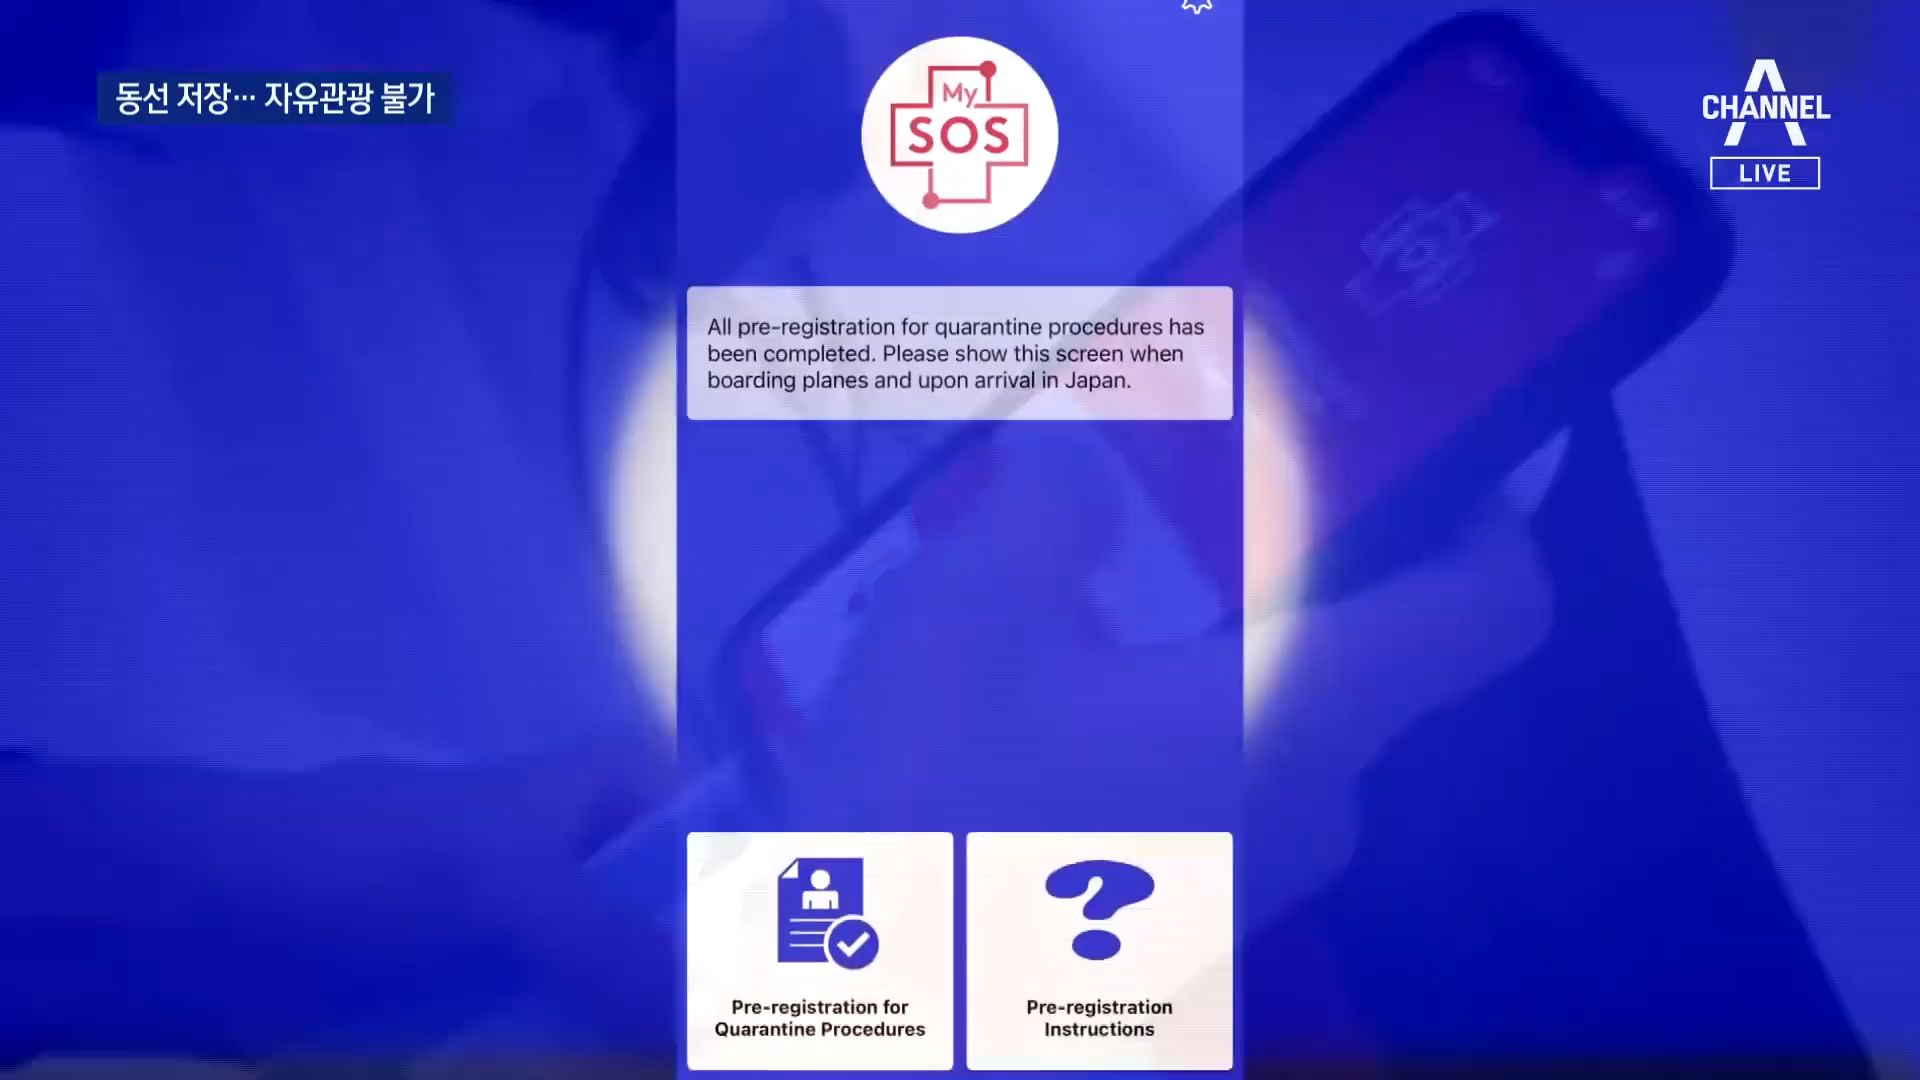 동선 저장… 자유관광 불가
CHANNEL A
LIVE
My
SOS
All pre-registration for quarantine procedures has
been completed. Please show this screen when
boarding planes and upon arrival in Japan.
Pre-registration for
Quarantine Procedures
Pre-registration
Instructions